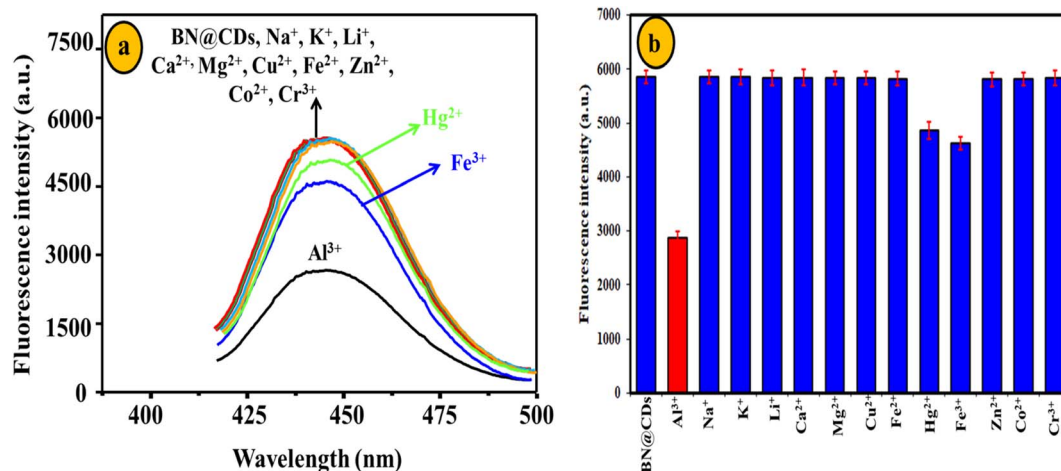 a
BN@CDs, Na⁺, K⁺, Li⁺,
Ca²⁺, Mg²⁺, Cu²⁺, Fe²⁺, Zn²⁺,
Co²⁺, Cr³⁺
Hg²⁺
Fe³⁺
Al³⁺
Fluorescence intensity (a.u.)
7500
6000
4500
3000
1500
0
400
425
450
475
500
Wavelength (nm)
b
Fluorescence intensity (a.u.)
7000
6000
5000
4000
3000
2000
1000
0
BN@CDs
Al³⁺
Na⁺
K⁺
Li⁺
Ca²⁺
Mg²⁺
Cu²⁺
Fe²⁺
Hg²⁺
Fe³⁺
Zn²⁺
Co²⁺
Cr³⁺